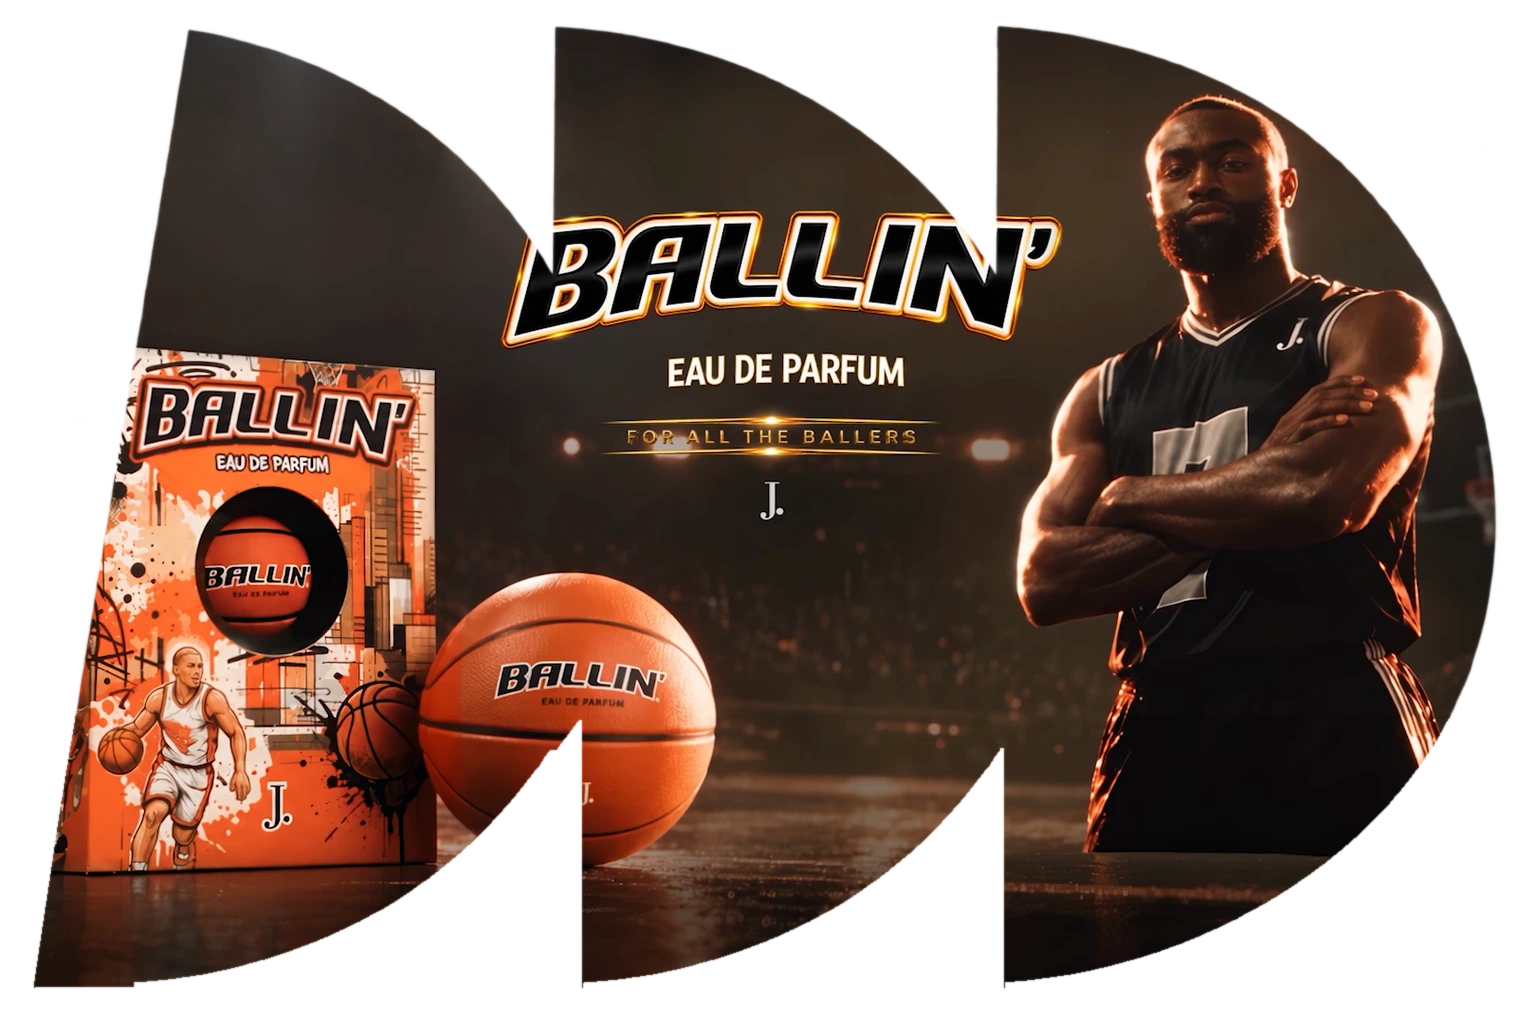 BALLIN'
EAU DE PARFUM
FOR ALL THE BALLERS
J.
J.
BALLIN'
EAU DE PARFUM
BALLIN'
EAU DE PARFUM
J.
BALLIN'
EAU DE PARFUM
J.